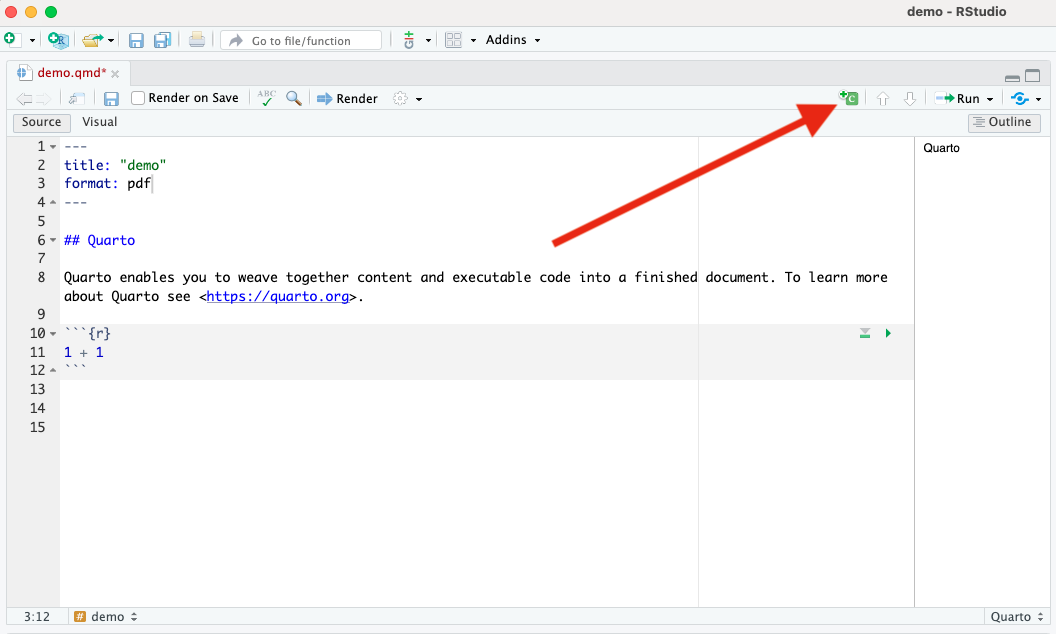 demo - RStudio
Go to file/function Addins
demo.qmd*
Render on Save ABC Render C Run
Source Visual Outline
1 ---
2 title: "demo"
3 format: pdf
4 ---
5
6 ## Quarto
7
8 Quarto enables you to weave together content and executable code into a finished document. To learn more
about Quarto see <https://quarto.org>.
9
10 ```{r}
11 1 + 1
12 ```
13
14
15
Quarto
3:12 # demo Quarto